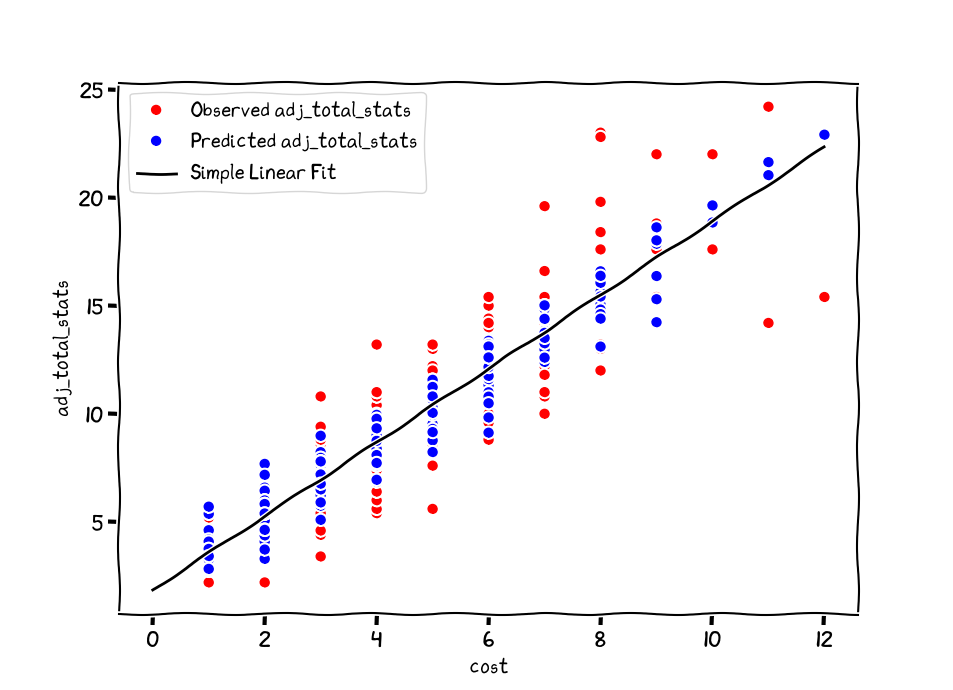 25
20
15
10
5
Observed adj_total_stats
Predicted adj_total_stats
Simple Linear Fit
adj_total_stats
0 2 4 6 8 10 12
cost